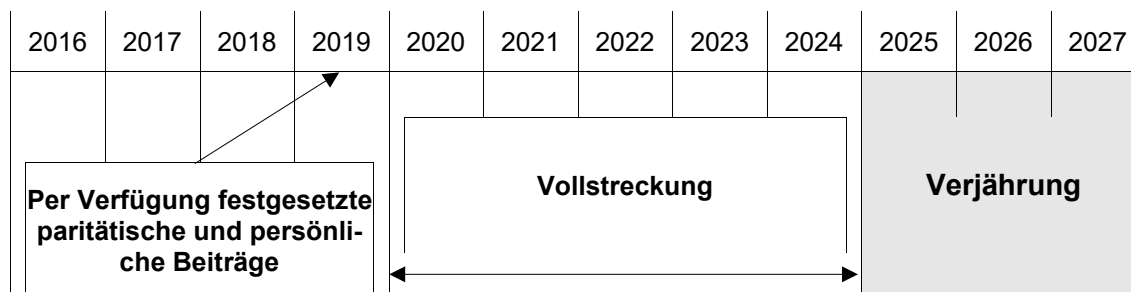 2016 2017 2018 2019 2020 2021 2022 2023 2024 2025 2026 2027
Per Verfügung festgesetzte
paritätische und persönli-
che Beiträge
Vollstreckung
Verjährung